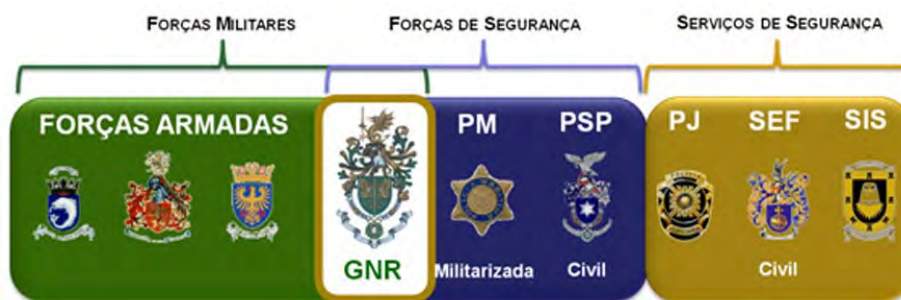 FORÇAS MILITARES
FORÇAS DE SEGURANÇA
SERVIÇOS DE SEGURANÇA
FORÇAS ARMADAS
PM
PSP
PJ
SEF
SIS
GNR
Militarizada
Civil
Civil